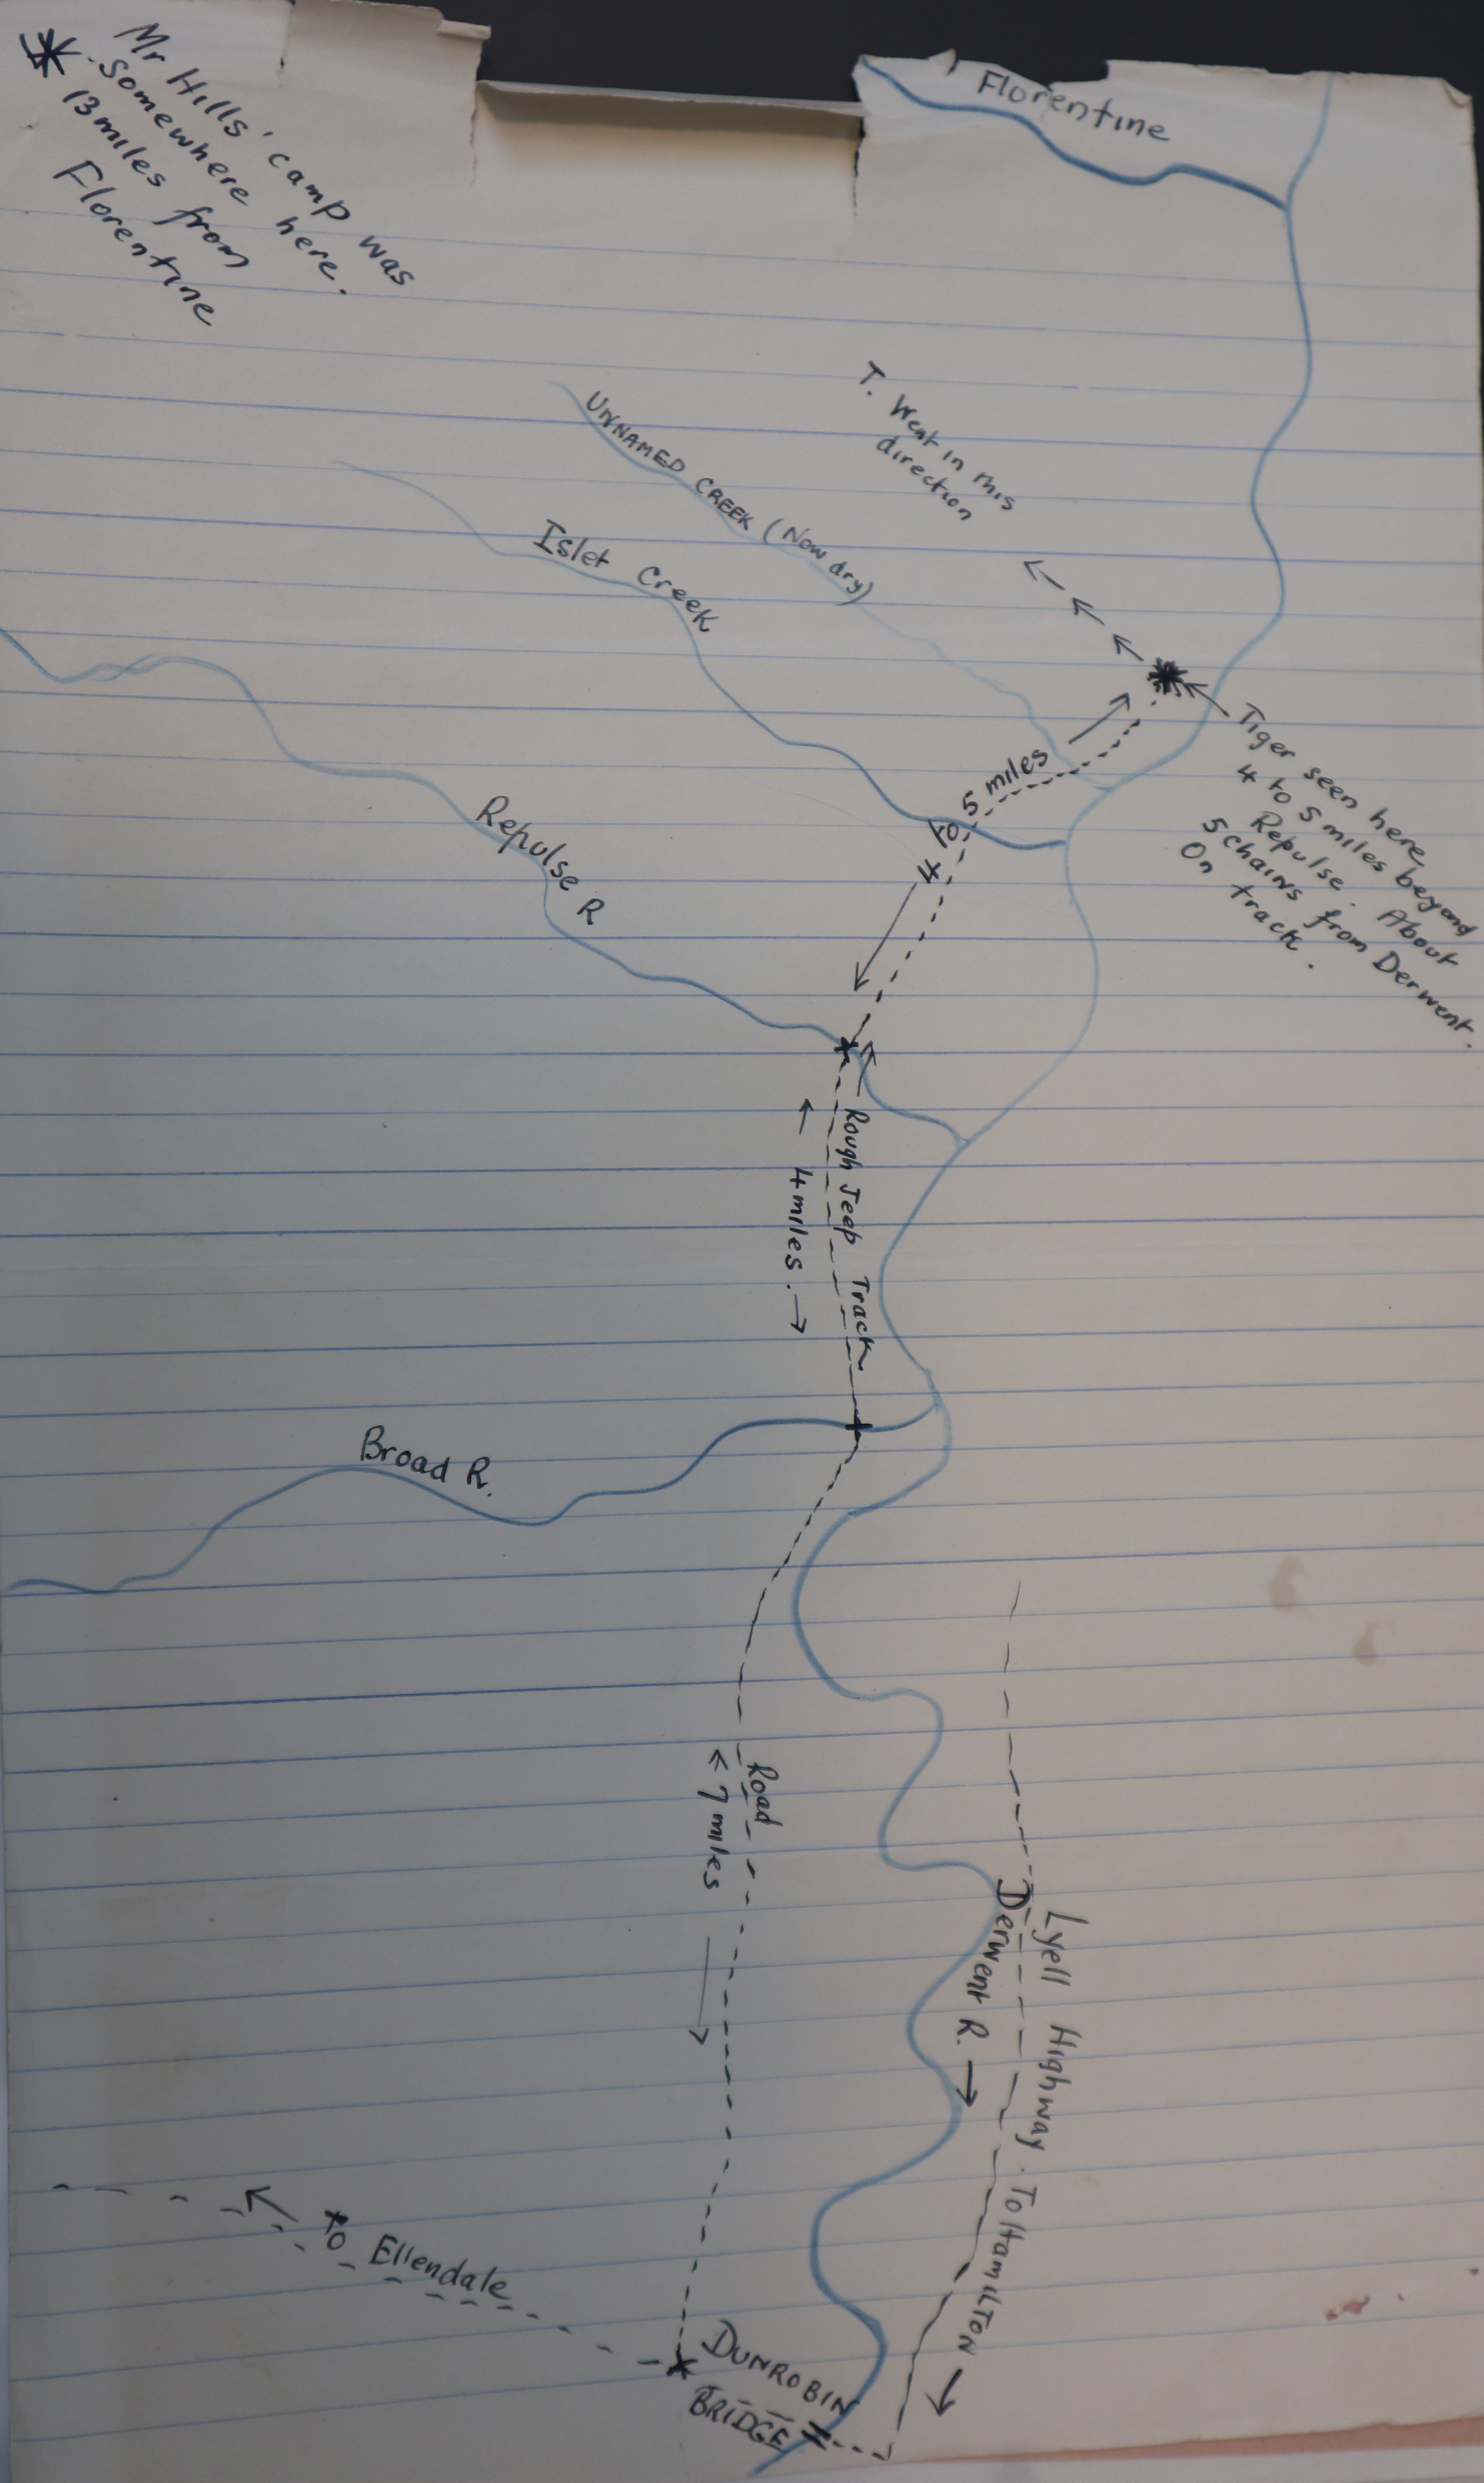 Mr Hills' camp was
somewhere here.
13 miles from
Florentine
Florentine
T. Went in this
direction
UNNAMED CREEK (Now dry)
Islet Creek
Tiger seen here
4 to 5 miles beyond
Repulse. About
5 chains from Derwent.
On track.
4 to 5 miles
Repulse R
Rough Jeep Track
4 miles.
Broad R.
Road
7 miles
Derwent R.
Lyell Highway. To HamILTON
to Ellendale
DUNROBIN
BRIDGE